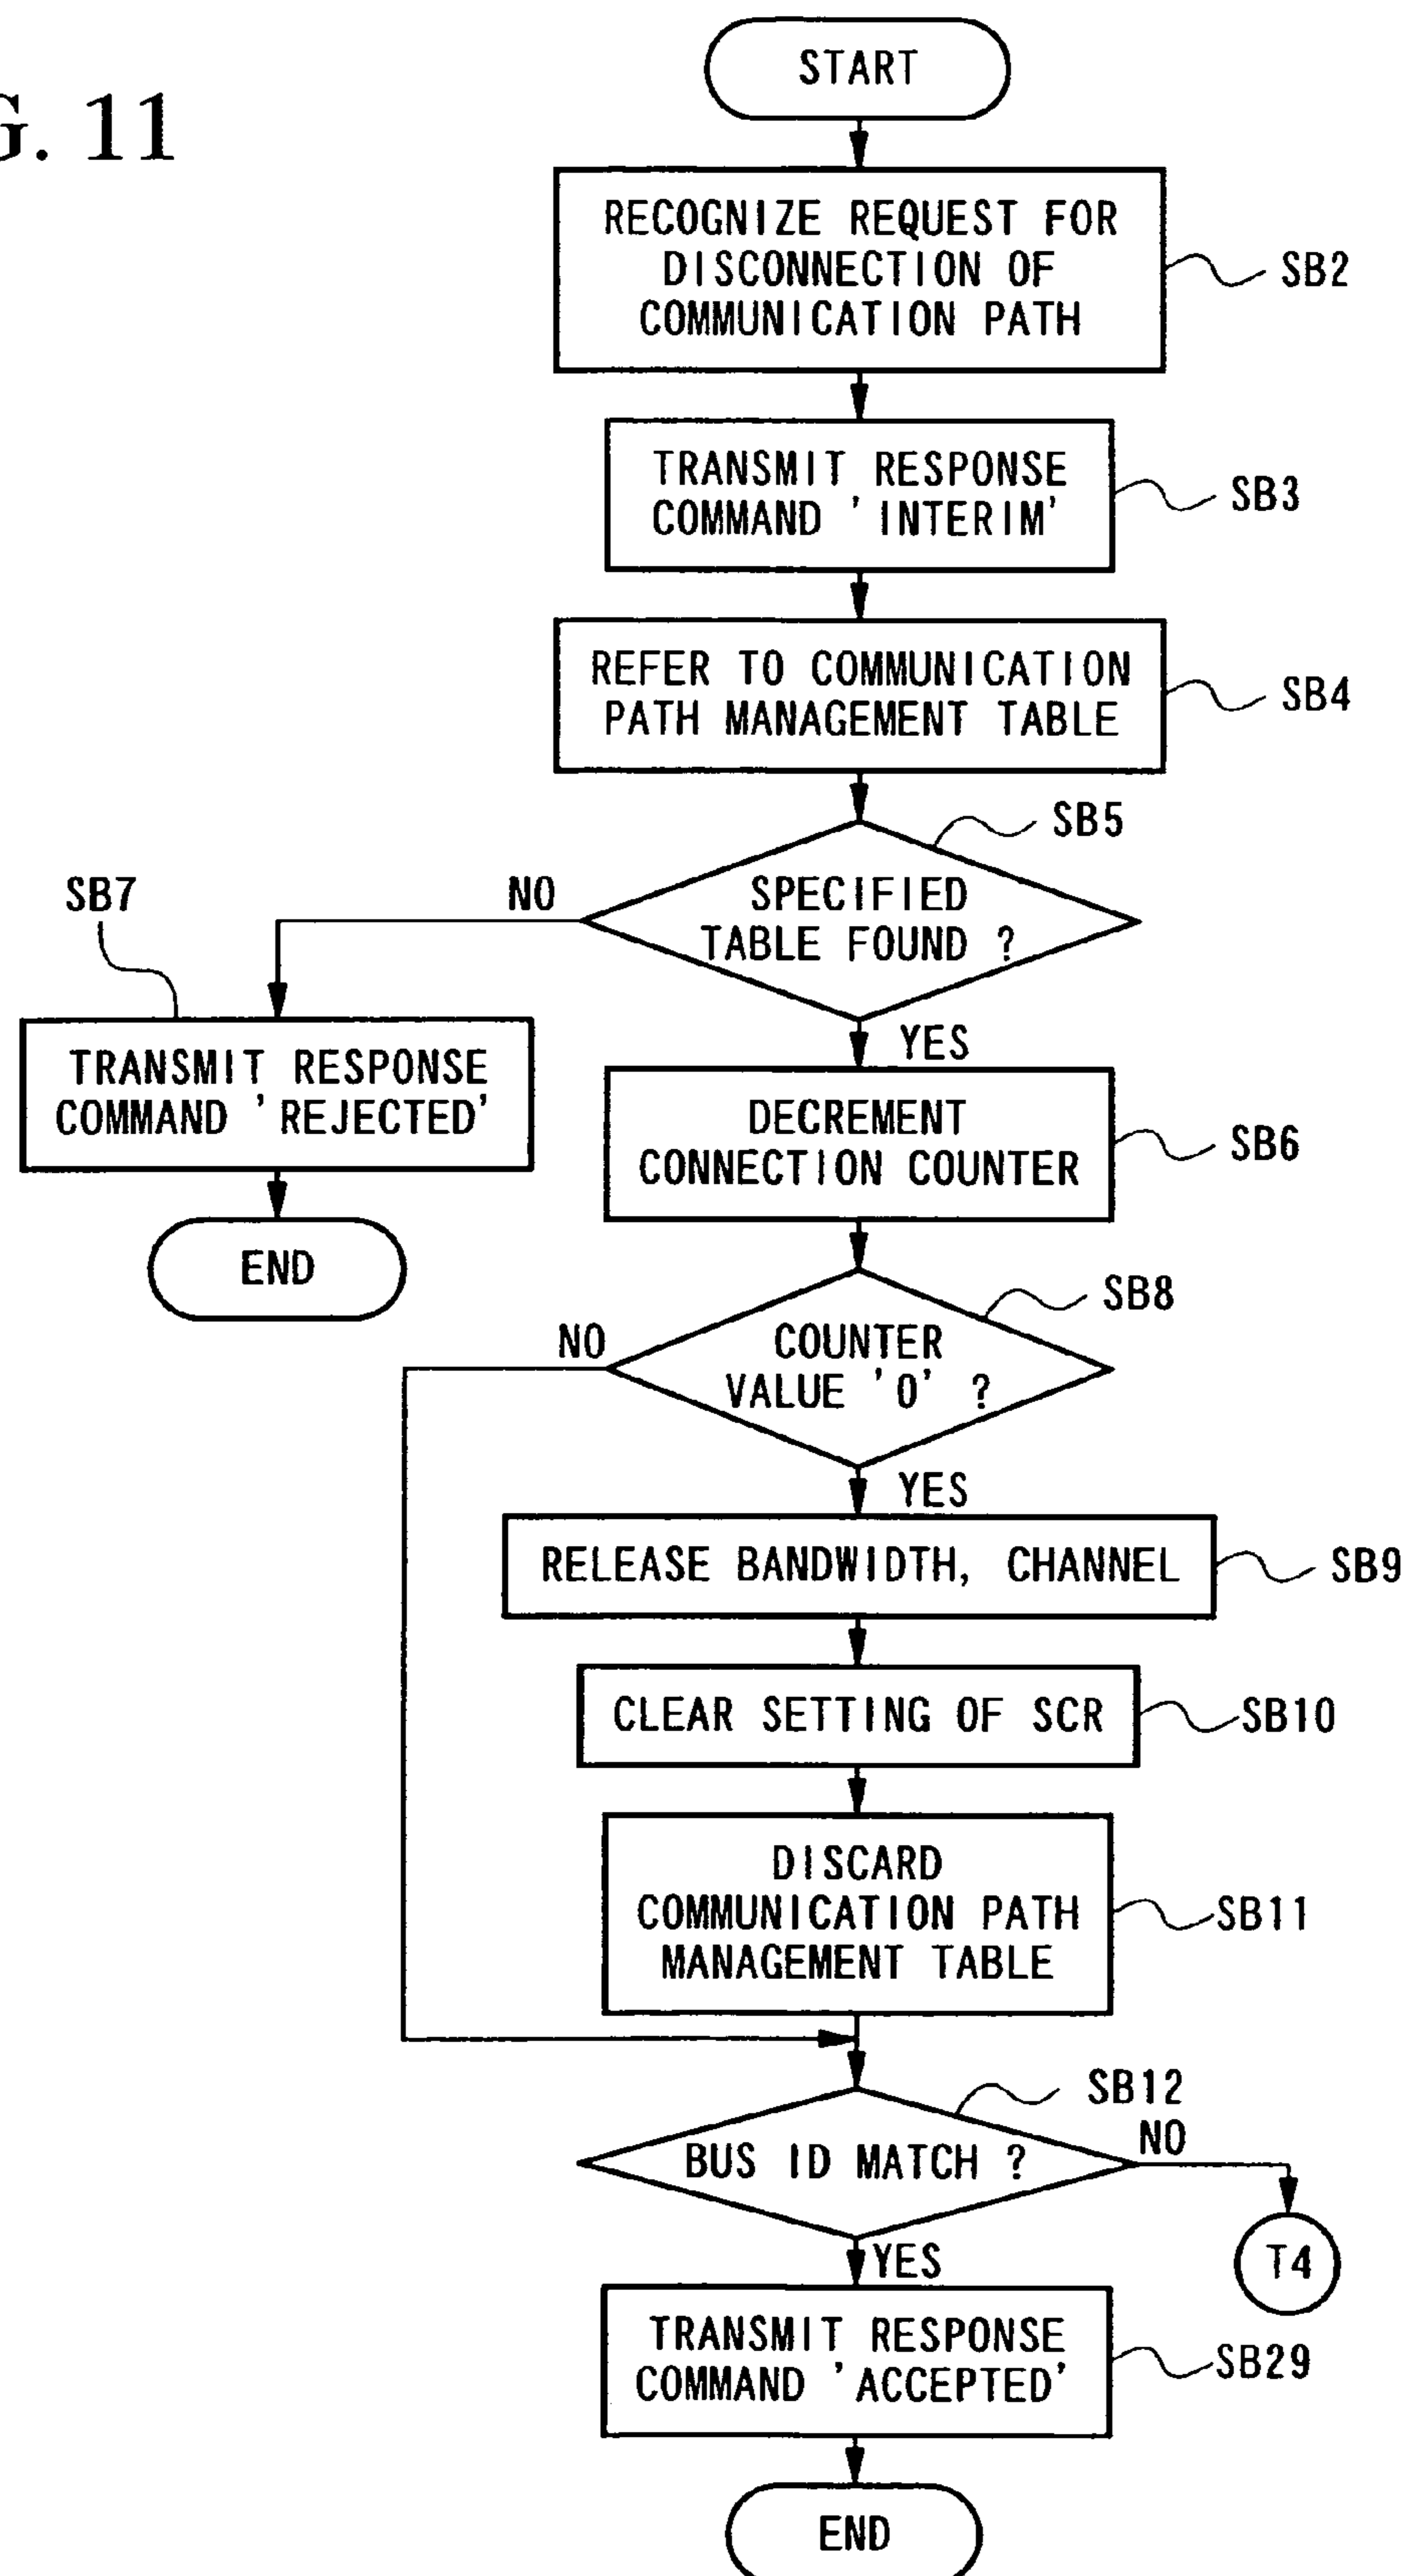 G. 11
START
RECOGNIZE REQUEST FOR
DISCONNECTION OF
COMMUNICATION PATH
SB2
TRANSMIT RESPONSE
COMMAND 'INTERIM'
SB3
REFER TO COMMUNICATION
PATH MANAGEMENT TABLE
SB4
SB5
SPECIFIED
TABLE FOUND ?
NO
SB7
YES
TRANSMIT RESPONSE
COMMAND 'REJECTED'
END
DECREMENT
CONNECTION COUNTER
SB6
SB8
COUNTER
VALUE '0' ?
NO
YES
RELEASE BANDWIDTH, CHANNEL
SB9
CLEAR SETTING OF SCR
SB10
DISCARD
COMMUNICATION PATH
MANAGEMENT TABLE
SB11
SB12
BUS ID MATCH ?
NO
T4
YES
TRANSMIT RESPONSE
COMMAND 'ACCEPTED'
SB29
END